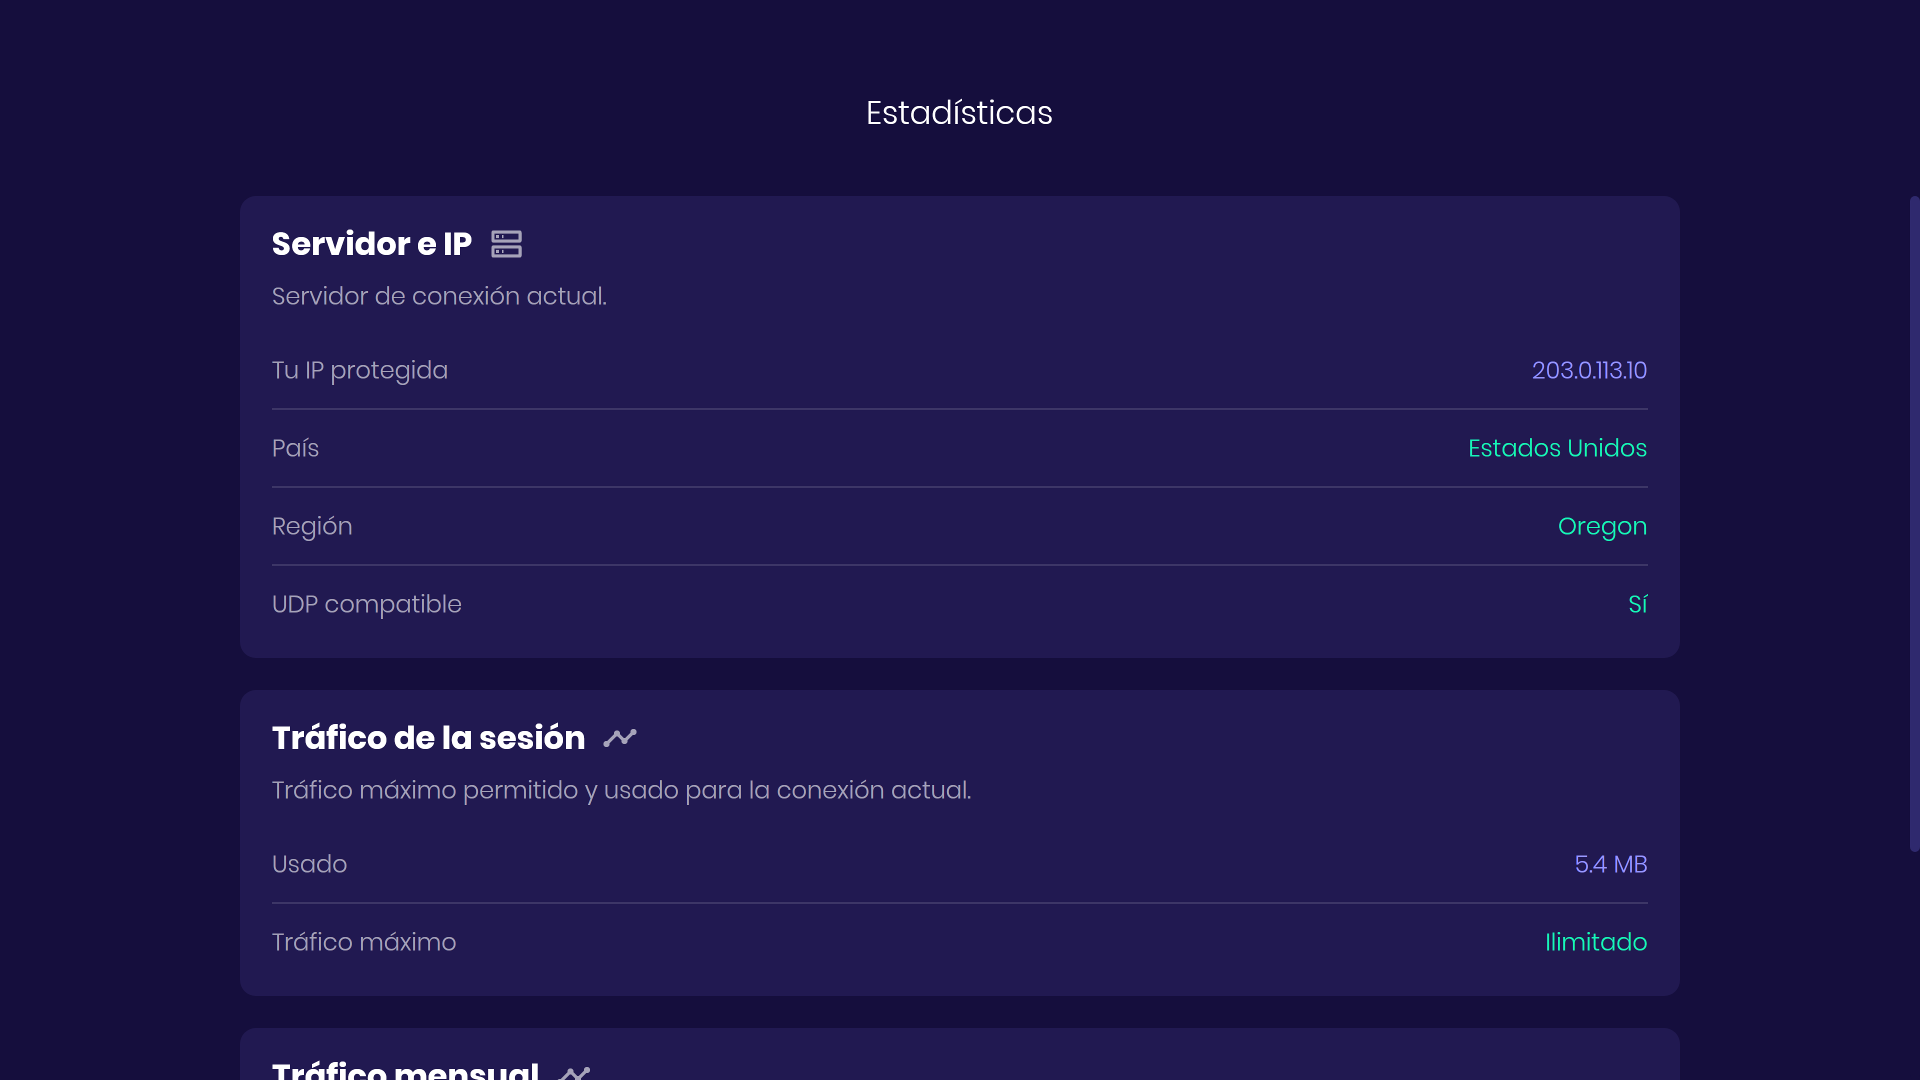 Estadísticas
Servidor e IP
Servidor de conexión actual.
Tu IP protegida
203.0.113.10
País
Estados Unidos
Región
Oregon
UDP compatible
Sí
Tráfico de la sesión
Tráfico máximo permitido y usado para la conexión actual.
Usado
5.4 MB
Tráfico máximo
Ilimitado
Tráfico mensual